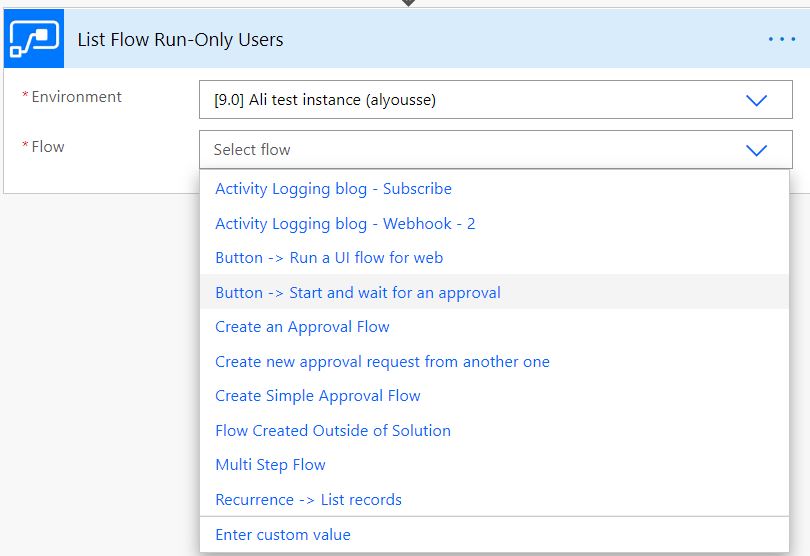 List Flow Run-Only Users
* Environment
[9.0] Ali test instance (alyousse)
* Flow
Select flow
Activity Logging blog - Subscribe
Activity Logging blog - Webhook - 2
Button -> Run a UI flow for web
Button -> Start and wait for an approval
Create an Approval Flow
Create new approval request from another one
Create Simple Approval Flow
Flow Created Outside of Solution
Multi Step Flow
Recurrence -> List records
Enter custom value